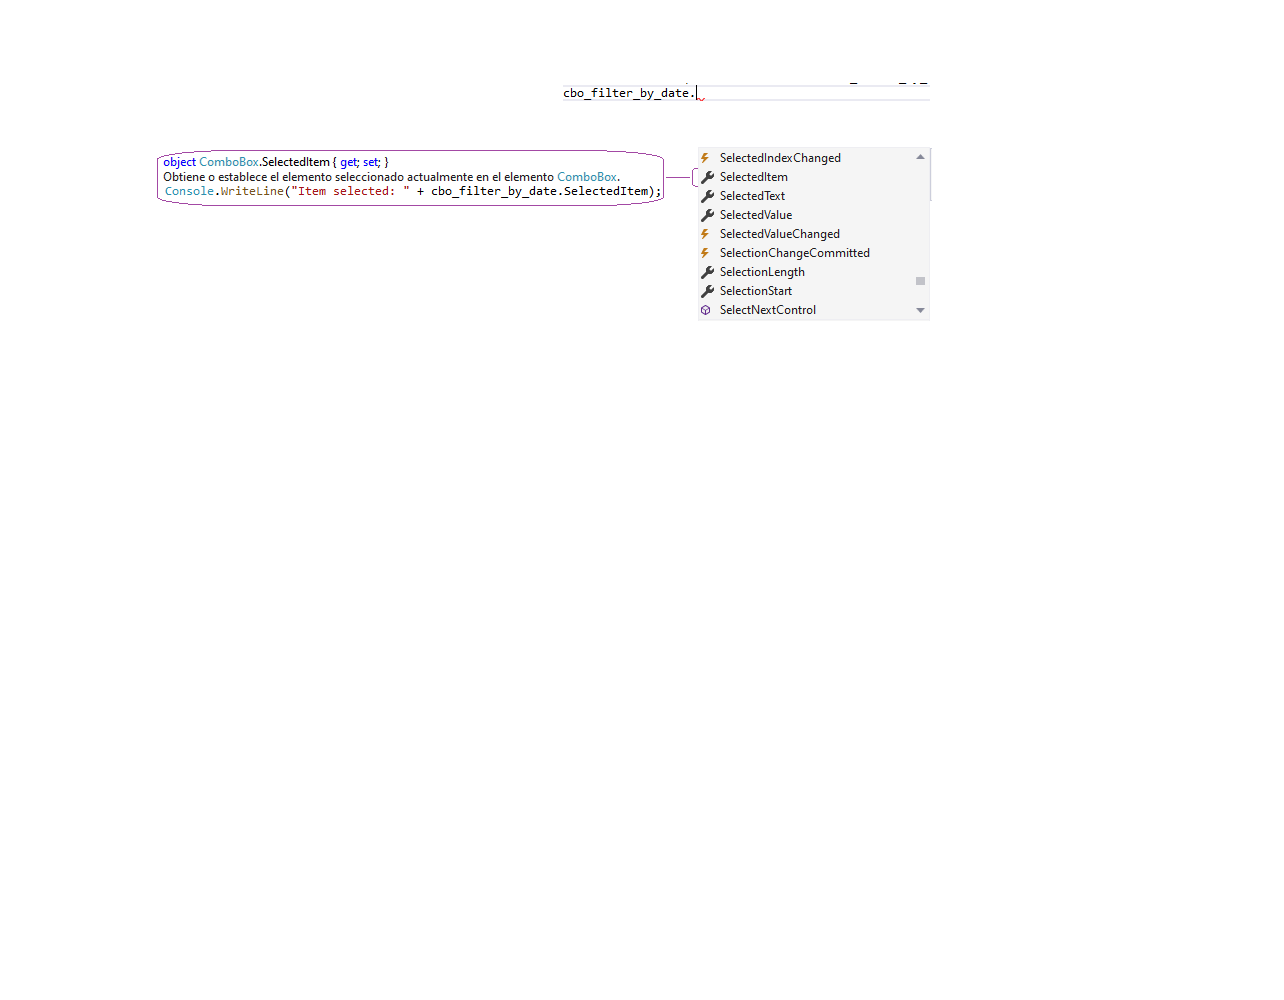 cbo_filter_by_date.
object ComboBox.SelectedItem { get; set; }
Obtiene o establece el elemento seleccionado actualmente en el elemento ComboBox.
Console.WriteLine("Item selected: " + cbo_filter_by_date.SelectedItem);
SelectedIndexChanged
SelectedItem
SelectedText
SelectedValue
SelectedValueChanged
SelectionChangeCommitted
SelectionLength
SelectionStart
SelectNextControl